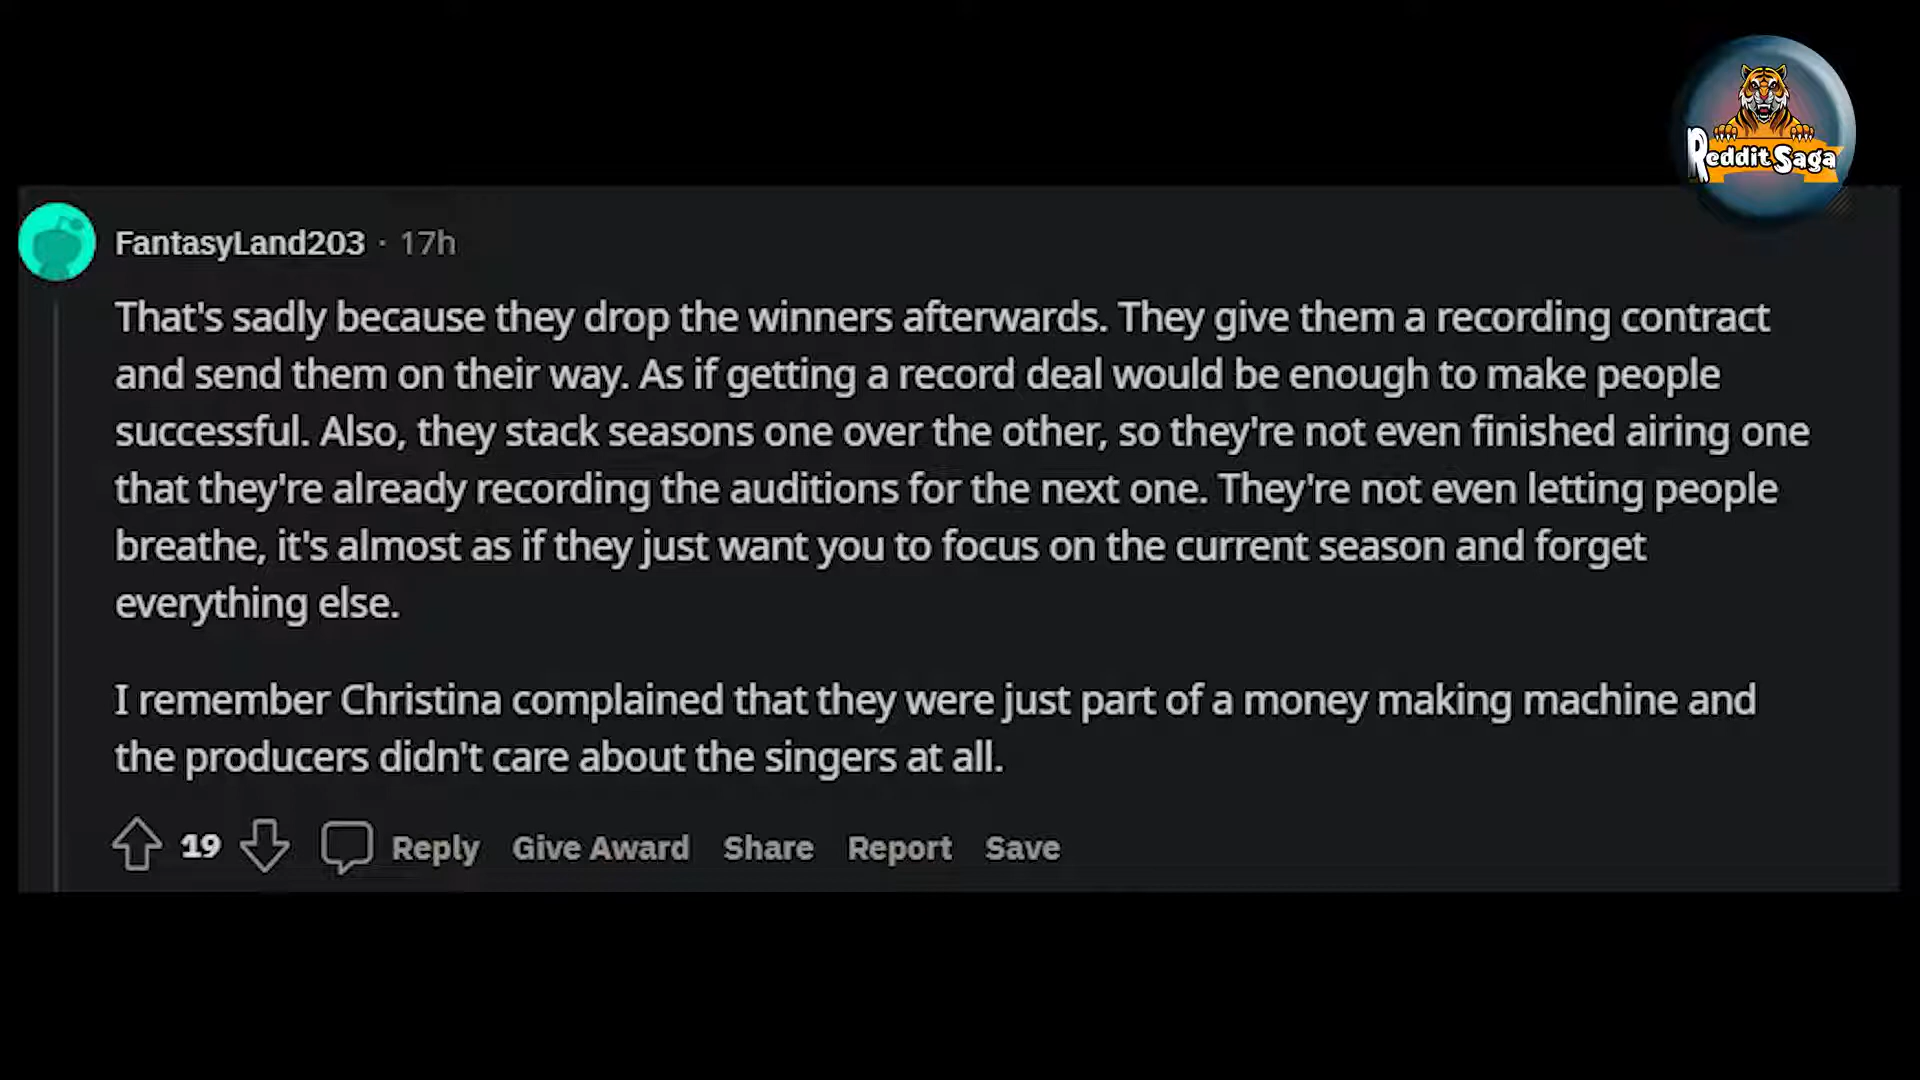 Reddit Saga
FantasyLand203 · 17h
That's sadly because they drop the winners afterwards. They give them a recording contract
and send them on their way. As if getting a record deal would be enough to make people
successful. Also, they stack seasons one over the other, so they're not even finished airing one
that they're already recording the auditions for the next one. They're not even letting people
breathe, it's almost as if they just want you to focus on the current season and forget
everything else.
I remember Christina complained that they were just part of a money making machine and
the producers didn't care about the singers at all.
19 Reply Give Award Share Report Save